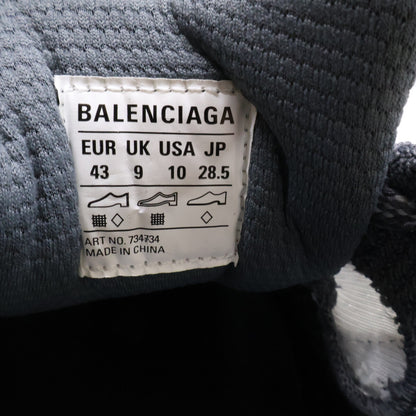 BALENCIAGA
EUR UK USA JP
43 9 10 28.5
ART NO. 734734
MADE IN CHINA